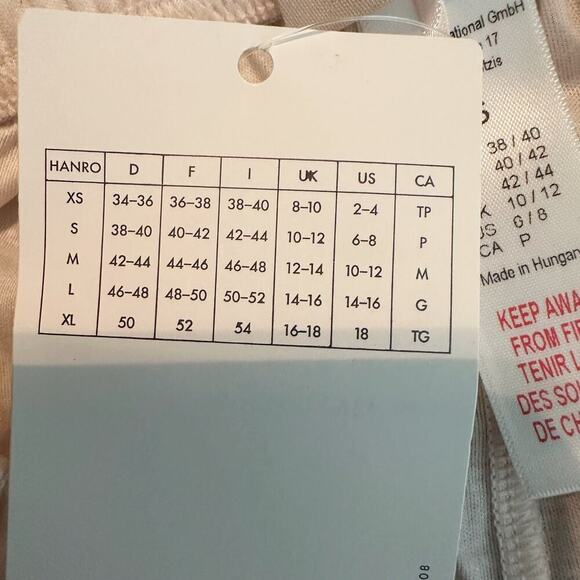 HANRO D F I UK US CA
XS 34–36 36–38 38–40 8–10 2–4 TP
S 38–40 40–42 42–44 10–12 6–8 P
M 42–44 44–46 46–48 12–14 10–12 M
L 46–48 48–50 50–52 14–16 14–16 G
XL 50 52 54 16–18 18 TG
08
ational GmbH
17
tzis
S
38 / 40
40 / 42
42 / 44
K 10 / 12
US 6 / 8
CA P
Made in Hungar
KEEP AWA
FROM FI
TENIR L
DES SO
DE CH